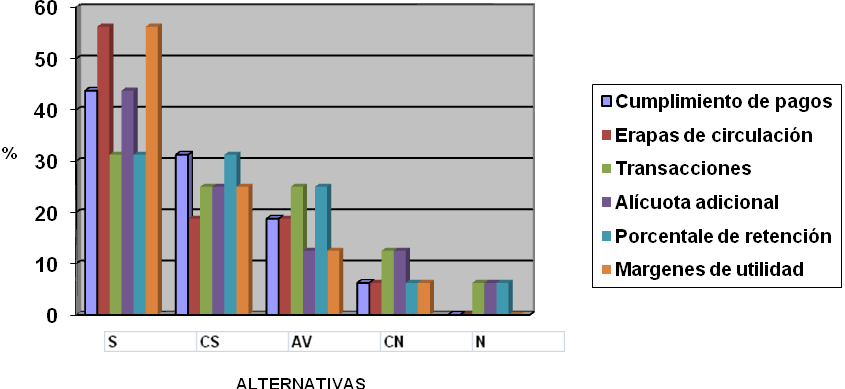 60
50
40
30
20
10
0
%
S CS AV CN N
ALTERNATIVAS
Cumplimiento de pagos
Erapas de circulación
Transacciones
Alícuota adicional
Porcentale de retención
Margenes de utilidad